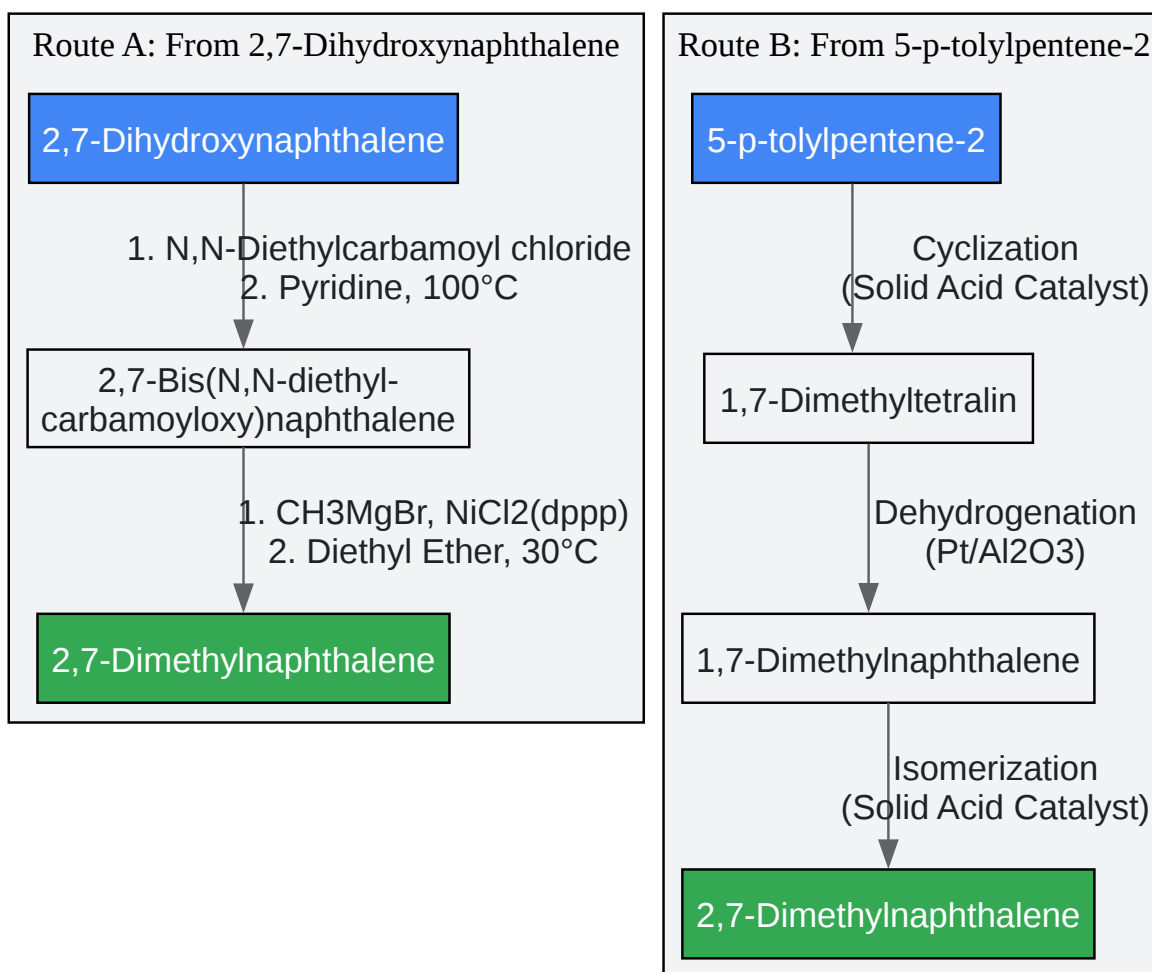 Route A: From 2,7-Dihydroxynaphthalene
2,7-Dihydroxynaphthalene
1. N,N-Diethylcarbamoyl chloride
2. Pyridine, 100°C
2,7-Bis(N,N-diethyl-
carbamoyloxy)naphthalene
1. CH3MgBr, NiCl2(dppp)
2. Diethyl Ether, 30°C
2,7-Dimethylnaphthalene
Route B: From 5-p-tolylpentene-2
5-p-tolylpentene-2
Cyclization
(Solid Acid Catalyst)
1,7-Dimethyltetralin
Dehydrogenation
(Pt/Al2O3)
1,7-Dimethylnaphthalene
Isomerization
(Solid Acid Catalyst)
2,7-Dimethylnaphthalene